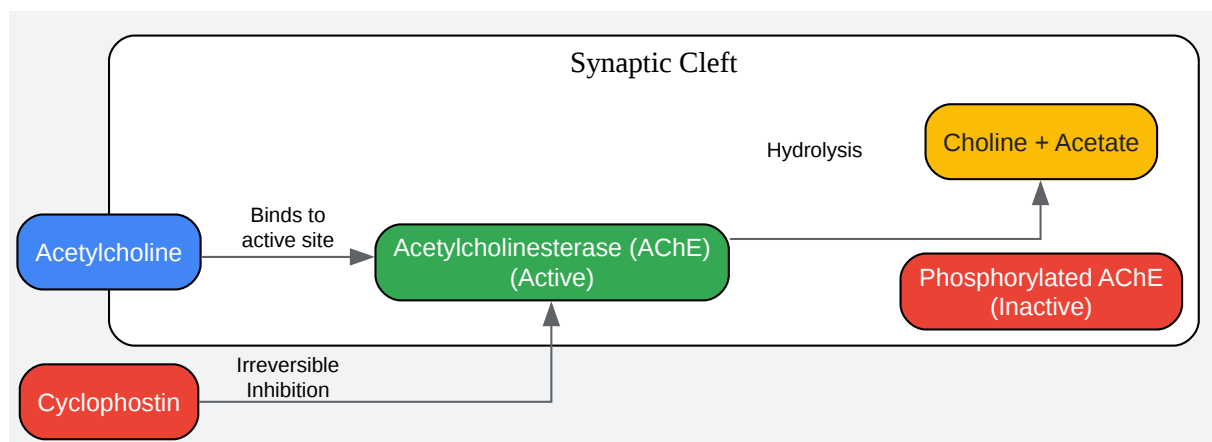 Synaptic Cleft
Hydrolysis
Choline + Acetate
Binds to
active site
Acetylcholine
Acetylcholinesterase (AChE)
(Active)
Phosphorylated AChE
(Inactive)
Irreversible
Inhibition
Cyclophostin